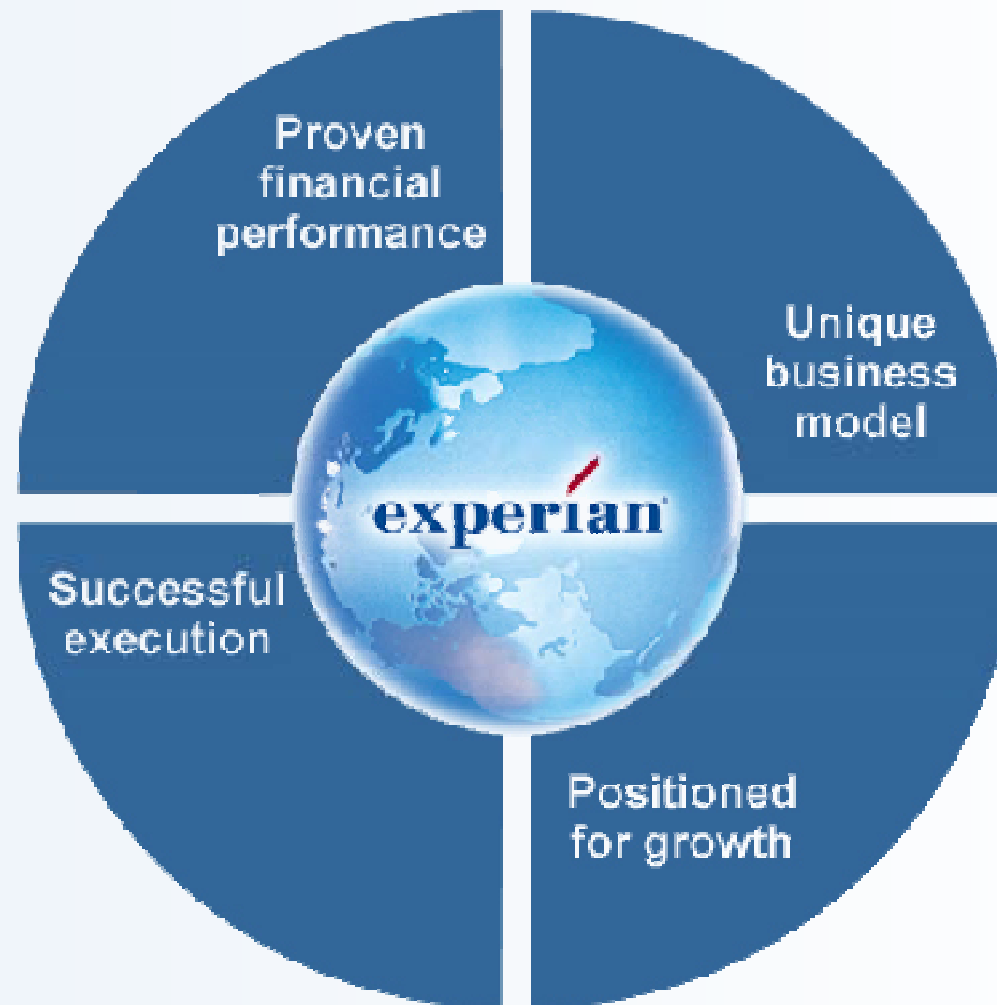 Proven
financial
performance
Unique
business
model
experian
Successful
execution
Positioned
for growth